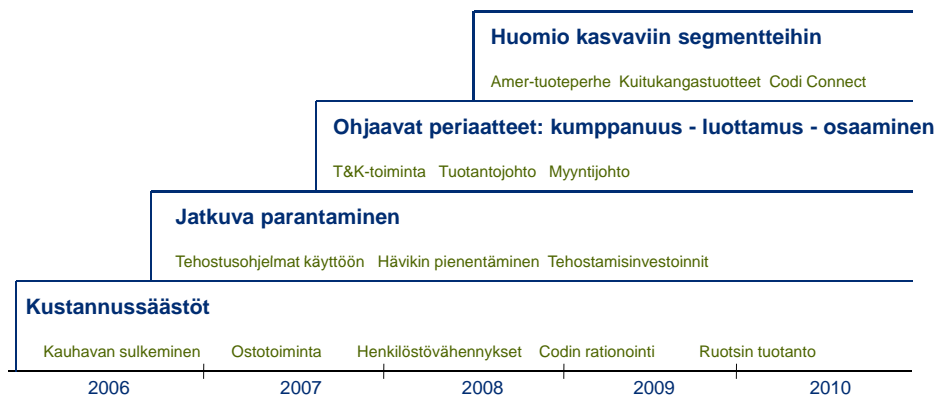 Huomio kasvaviin segmentteihin
Amer-tuoteperhe Kuitukangastuotteet Codi Connect
Ohjaavat periaatteet: kumppanuus - luottamus - osaaminen
T&K-toiminta Tuotantojohto Myyntijohto
Jatkuva parantaminen
Tehostusohjelmat käyttöön Hävikin pienentäminen Tehostamisinvestoinnit
Kustannussäästöt
Kauhavan sulkeminen Ostotoiminta Henkilöstövähennykset Codin rationointi Ruotsin tuotanto
2006 2007 2008 2009 2010